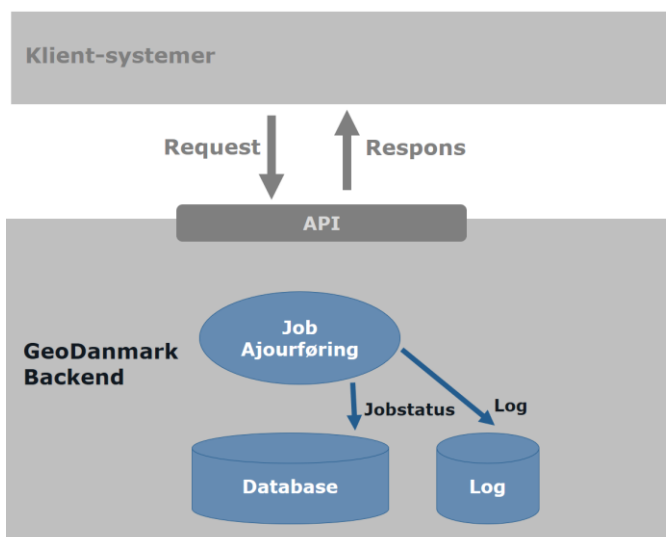 Klient-systemer
Request
Respons
API
Job
Ajourføring
GeoDanmark
Backend
Jobstatus
Log
Database
Log